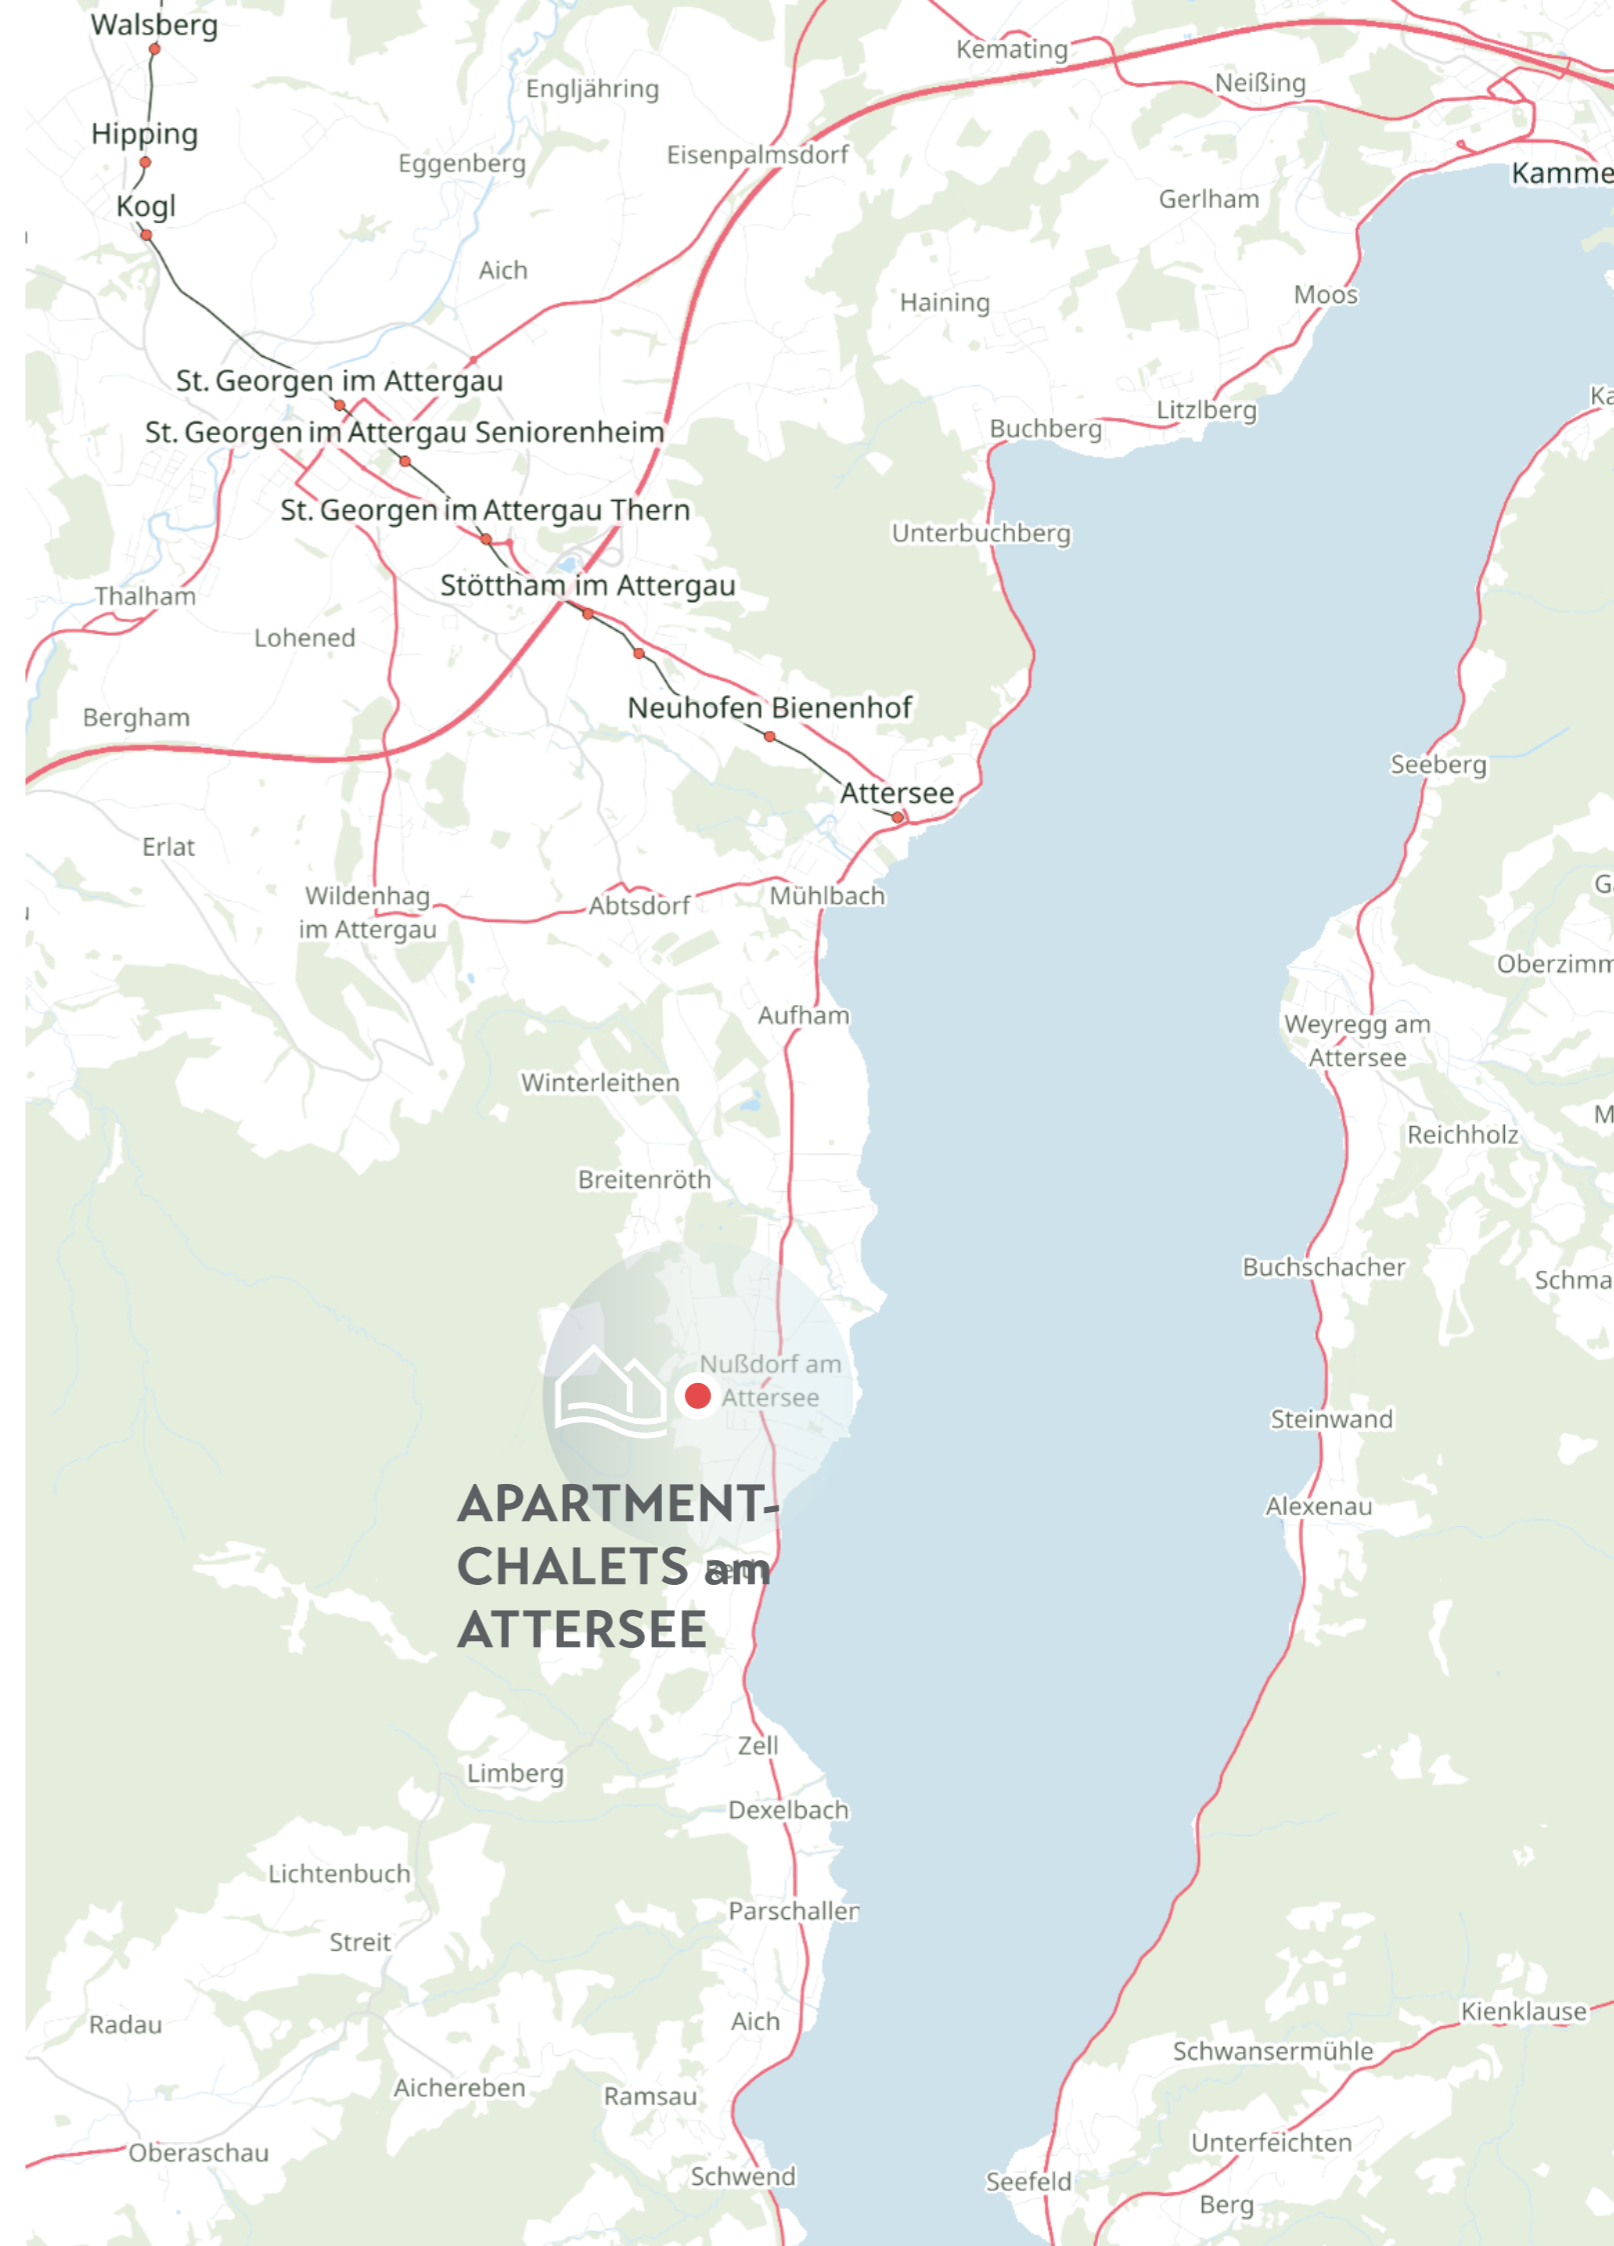 Walsberg
Kemating
Engljähring
Neißing
Hipping
Eisenpalmsdorf
Eggenberg
Kamme
Kogl
Gerlham
Aich
Moos
Haining
St. Georgen im Attergau
Ka
Litzlberg
Buchberg
St. Georgen im Attergau Seniorenheim
St. Georgen im Attergau Thern
Unterbuchberg
Stöttham im Attergau
Thalham
Lohened
Neuhofen Bienenhof
Bergham
Seeberg
Attersee
Erlat
Wildenhag
im Attergau
Abtsdorf
Mühlbach
Oberzimm
Aufham
Weyregg am
Attersee
Winterleithen
M
Reichholz
Breitenröth
Buchschacher
Schma
Nußdorf am
Attersee
Steinwand
Alexenau
APARTMENT-
CHALETS am
ATTERSEE
Zell
Limberg
Dexelbach
Lichtenbuch
Parschallen
Streit
Kienklause
Radau
Aich
Schwansermühle
Aichereben
Ramsau
Unterfeichten
Oberaschau
Schwend
Seefeld
Berg